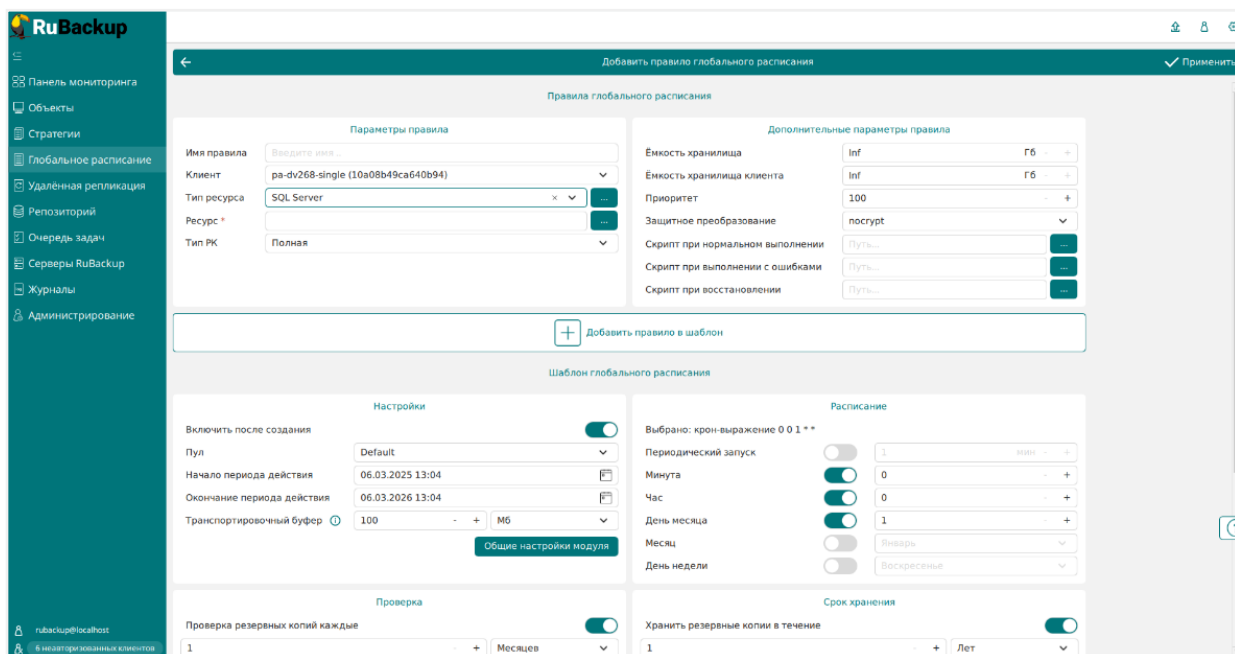 RuBackup
Панель мониторинга
Объекты
Стратегии
Глобальное расписание
Удалённая репликация
Репозиторий
Очередь задач
Серверы RuBackup
Журналы
Администрирование
rubackup@localhost
6 неавторизованных клиентов
Добавить правило глобального расписания
Применить
Правила глобального расписания
Параметры правила
Имя правила Введите имя ..
Клиент pa-dv268-single (10a08b49ca640b94)
Тип ресурса SQL Server × ...
Ресурс * ...
Тип РК Полная
Дополнительные параметры правила
Ёмкость хранилища Inf Гб - +
Ёмкость хранилища клиента Inf Гб - +
Приоритет 100 - +
Защитное преобразование nocrypt
Скрипт при нормальном выполнении Путь... ...
Скрипт при выполнении с ошибками Путь... ...
Скрипт при восстановлении Путь... ...
+ Добавить правило в шаблон
Шаблон глобального расписания
Настройки
Включить после создания
Пул Default
Начало периода действия 06.03.2025 13:04
Окончание периода действия 06.03.2026 13:04
Транспортировочный буфер 100 - + Мб
Общие настройки модуля
Расписание
Выбрано: крон-выражение 0 0 1 * *
Периодический запуск 1 мин - +
Минута 0 - +
Час 0 - +
День месяца 1 - +
Месяц Январь
День недели Воскресенье
Проверка
Проверка резервных копий каждые
1 - + Месяцев
Срок хранения
Хранить резервные копии в течение
1 - + Лет